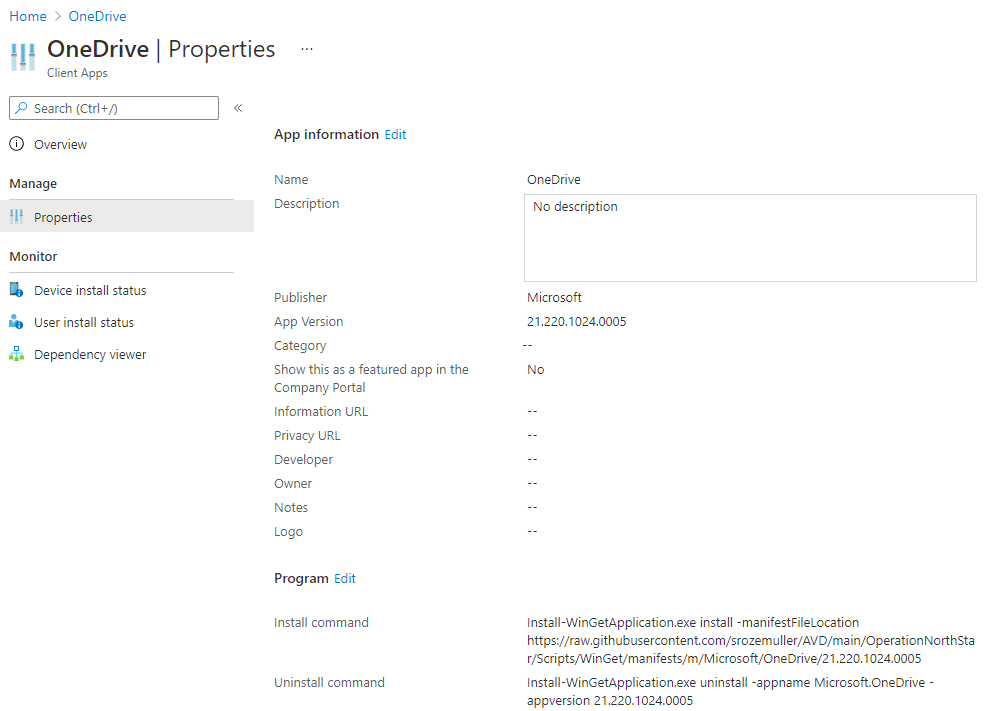 Home > OneDrive
OneDrive | Properties ...
Client Apps
Search (Ctrl+/) «
Overview
Manage
Properties
Monitor
Device install status
User install status
Dependency viewer
App information Edit
Name OneDrive
Description No description
Publisher Microsoft
App Version 21.220.1024.0005
Category --
Show this as a featured app in the No
Company Portal
Information URL --
Privacy URL --
Developer --
Owner --
Notes --
Logo --
Program Edit
Install command Install-WinGetApplication.exe install -manifestFileLocation
https://raw.githubusercontent.com/srozemuller/AVD/main/OperationNorthSta
r/Scripts/WinGet/manifests/m/Microsoft/OneDrive/21.220.1024.0005
Uninstall command Install-WinGetApplication.exe uninstall -appname Microsoft.OneDrive -
appversion 21.220.1024.0005